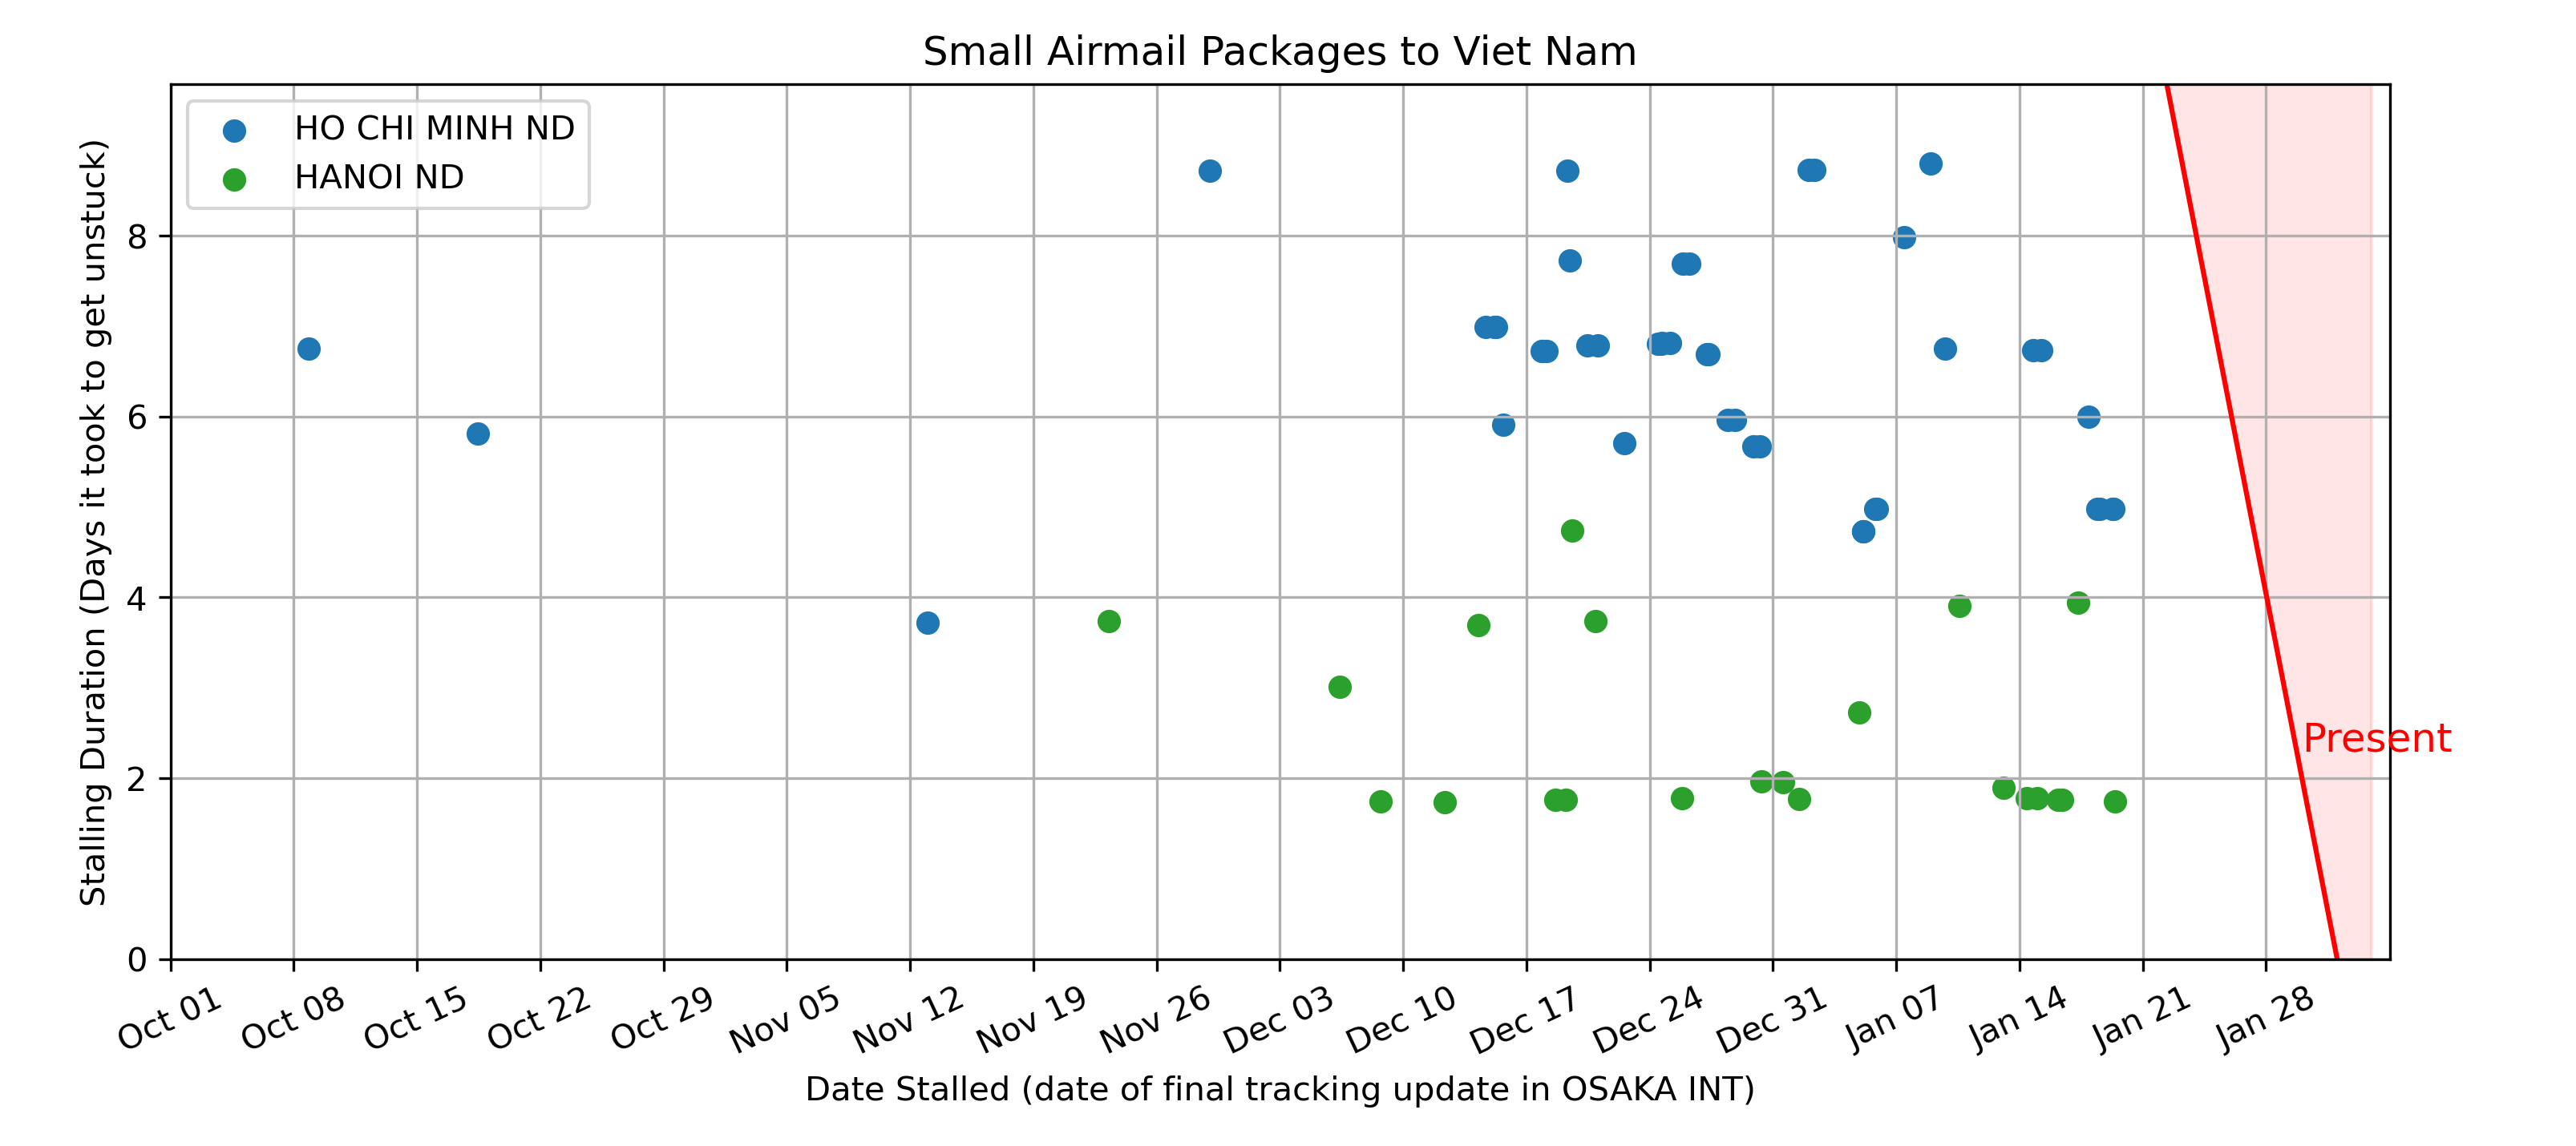 Small Airmail Packages to Viet Nam
HO CHI MINH ND
HANOI ND
Stalling Duration (Days it took to get unstuck)
8
6
4
2
0
Present
Oct 01
Oct 08
Oct 15
Oct 22
Oct 29
Nov 05
Nov 12
Nov 19
Nov 26
Dec 03
Dec 10
Dec 17
Dec 24
Dec 31
Jan 07
Jan 14
Jan 21
Jan 28
Date Stalled (date of final tracking update in OSAKA INT)